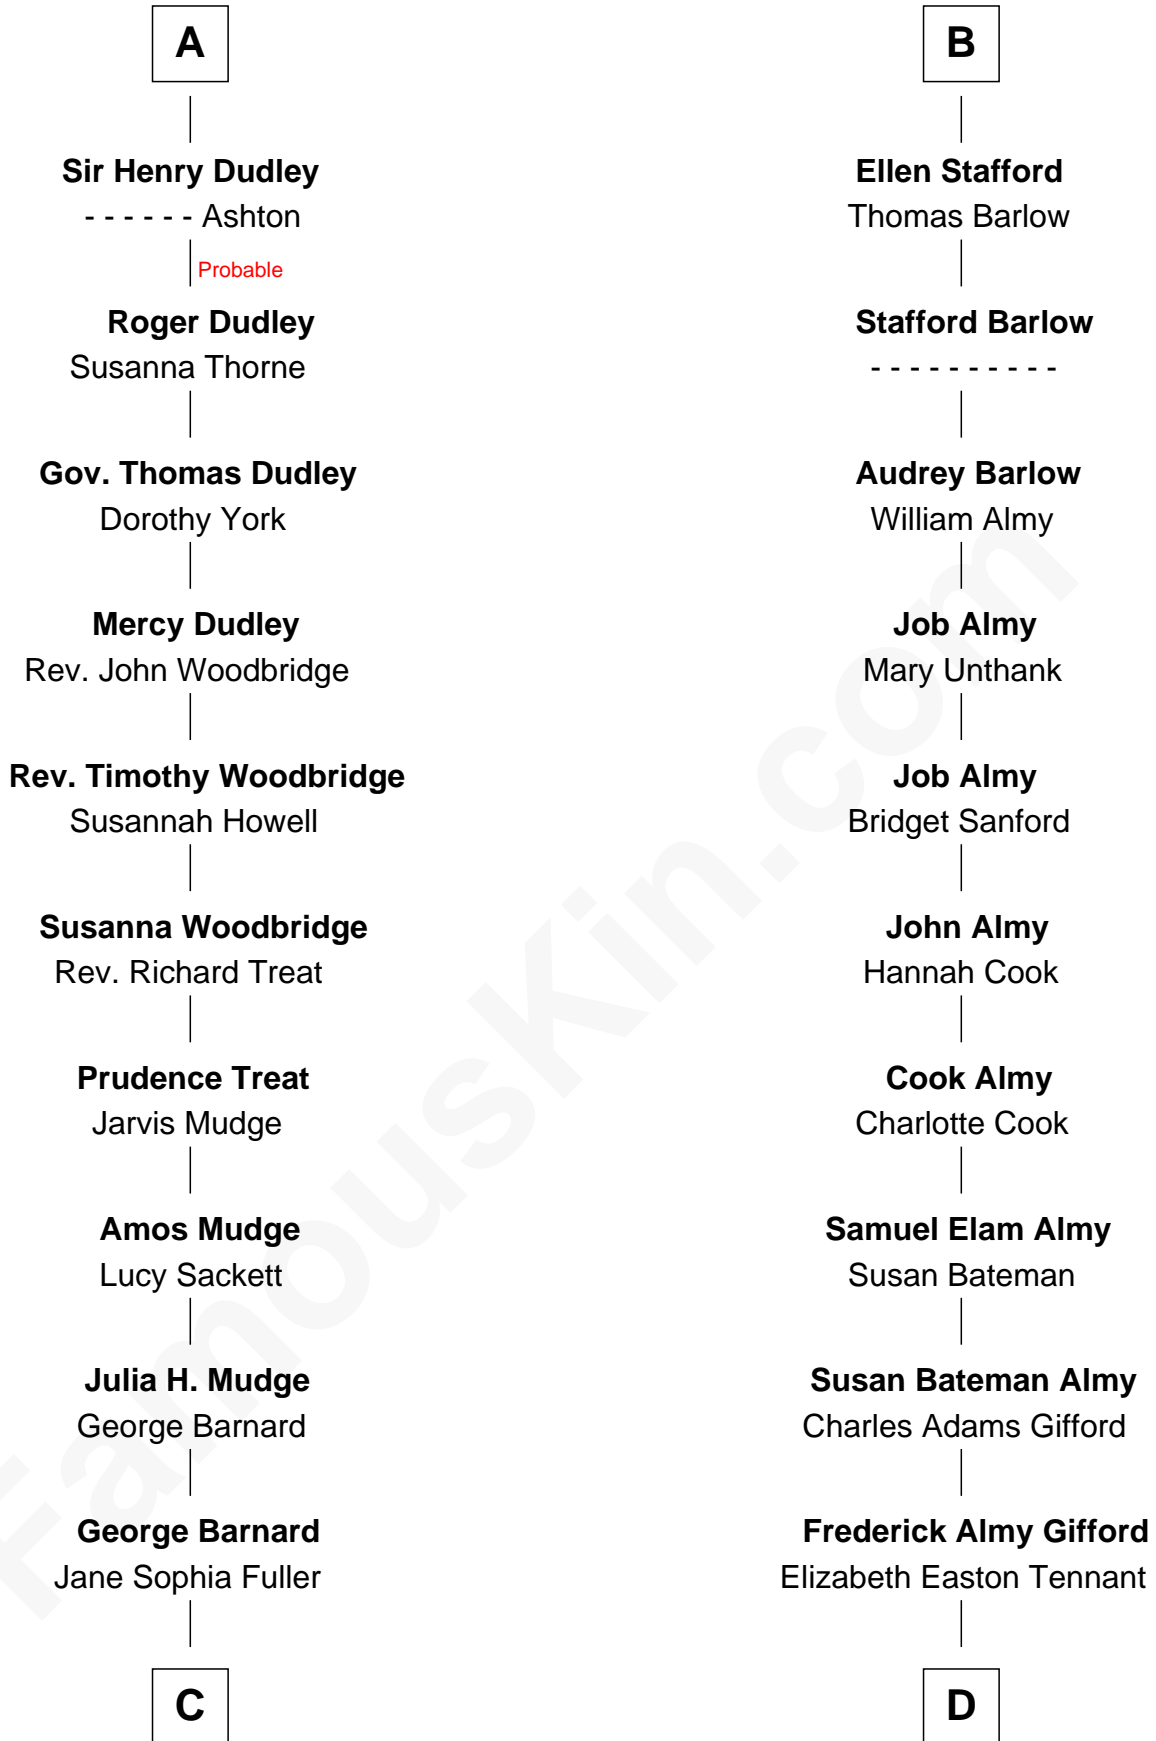 A
Sir Henry Dudley
- - - - - - Ashton
Probable
Roger Dudley
Susanna Thorne
Gov. Thomas Dudley
Dorothy York
Mercy Dudley
Rev. John Woodbridge
Rev. Timothy Woodbridge
Susannah Howell
Susanna Woodbridge
Rev. Richard Treat
Prudence Treat
Jarvis Mudge
Amos Mudge
Lucy Sackett
Julia H. Mudge
George Barnard
George Barnard
Jane Sophia Fuller
C
B
Ellen Stafford
Thomas Barlow
Stafford Barlow
- - - - - - - - - -
Audrey Barlow
William Almy
Job Almy
Mary Unthank
Job Almy
Bridget Sanford
John Almy
Hannah Cook
Cook Almy
Charlotte Cook
Samuel Elam Almy
Susan Bateman
Susan Bateman Almy
Charles Adams Gifford
Frederick Almy Gifford
Elizabeth Easton Tennant
D
FamousKin.com